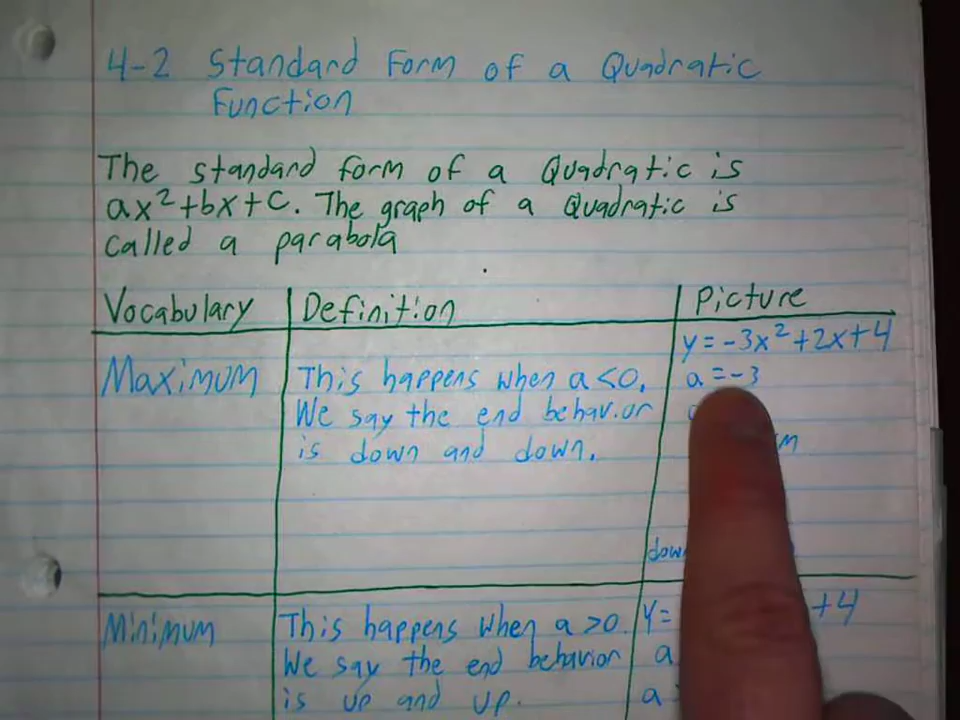 4-2 Standard Form of a Quadratic
Function
The standard form of a Quadratic is
ax²+bx+c. The graph of a Quadratic is
called a parabola
Vocabulary Definition Picture
Maximum This happens when a<0.
We say the end behavior
is down and down.
y=-3x²+2x+4
a=-3
Minimum This happens when a>0.
We say the end behavior
is up and up.
y= +4
a
a